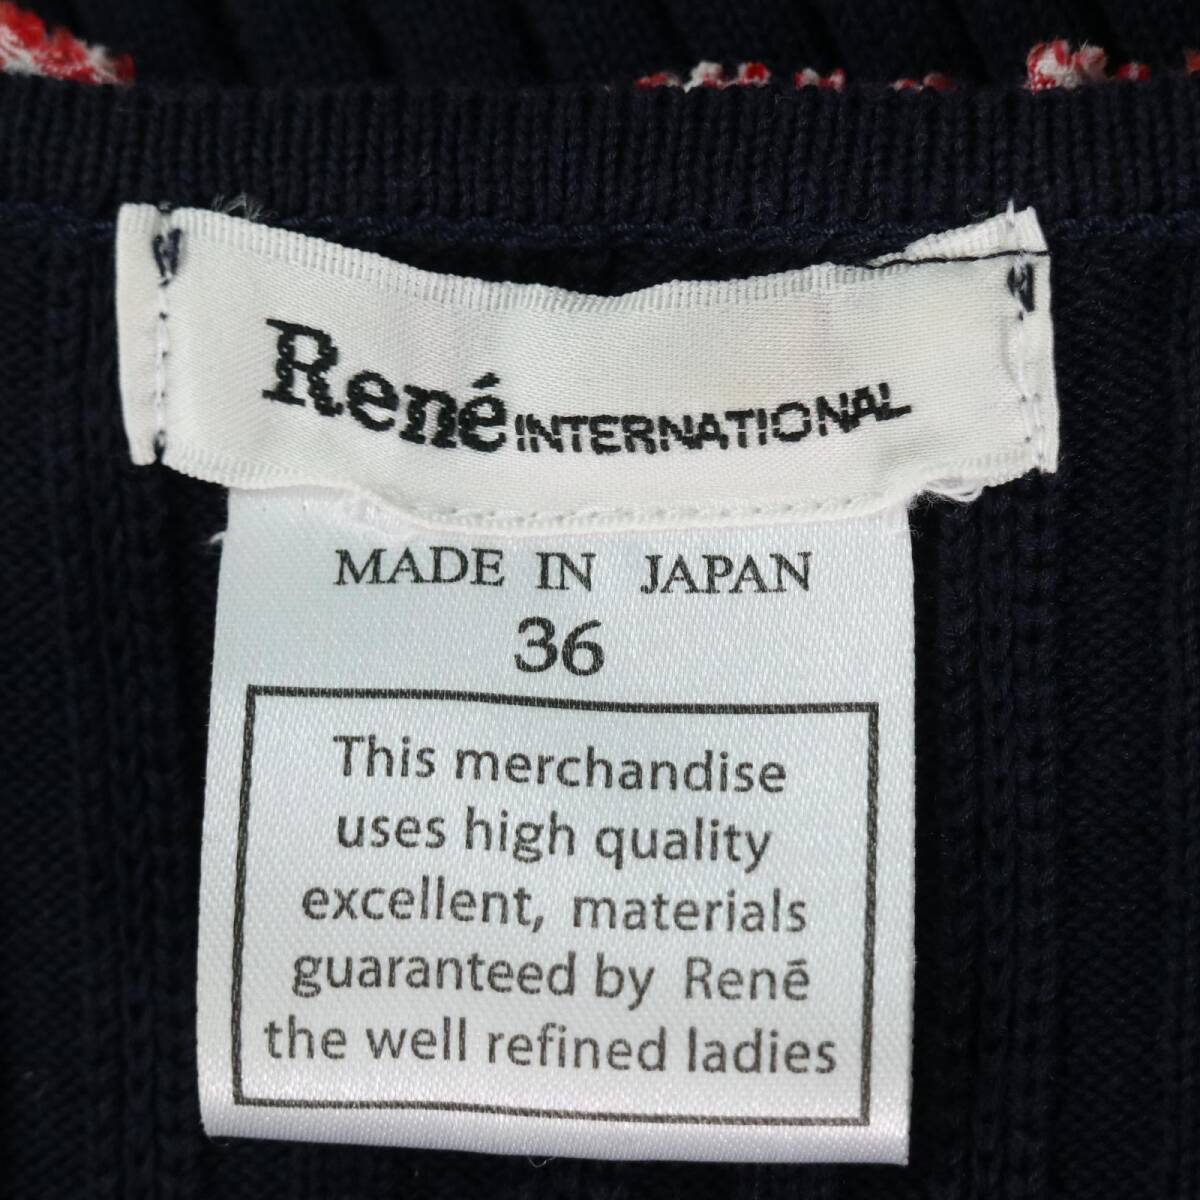 René INTERNATIONAL
MADE IN JAPAN
36
This merchandise
uses high quality
excellent, materials
guaranteed by René
the well refined ladies